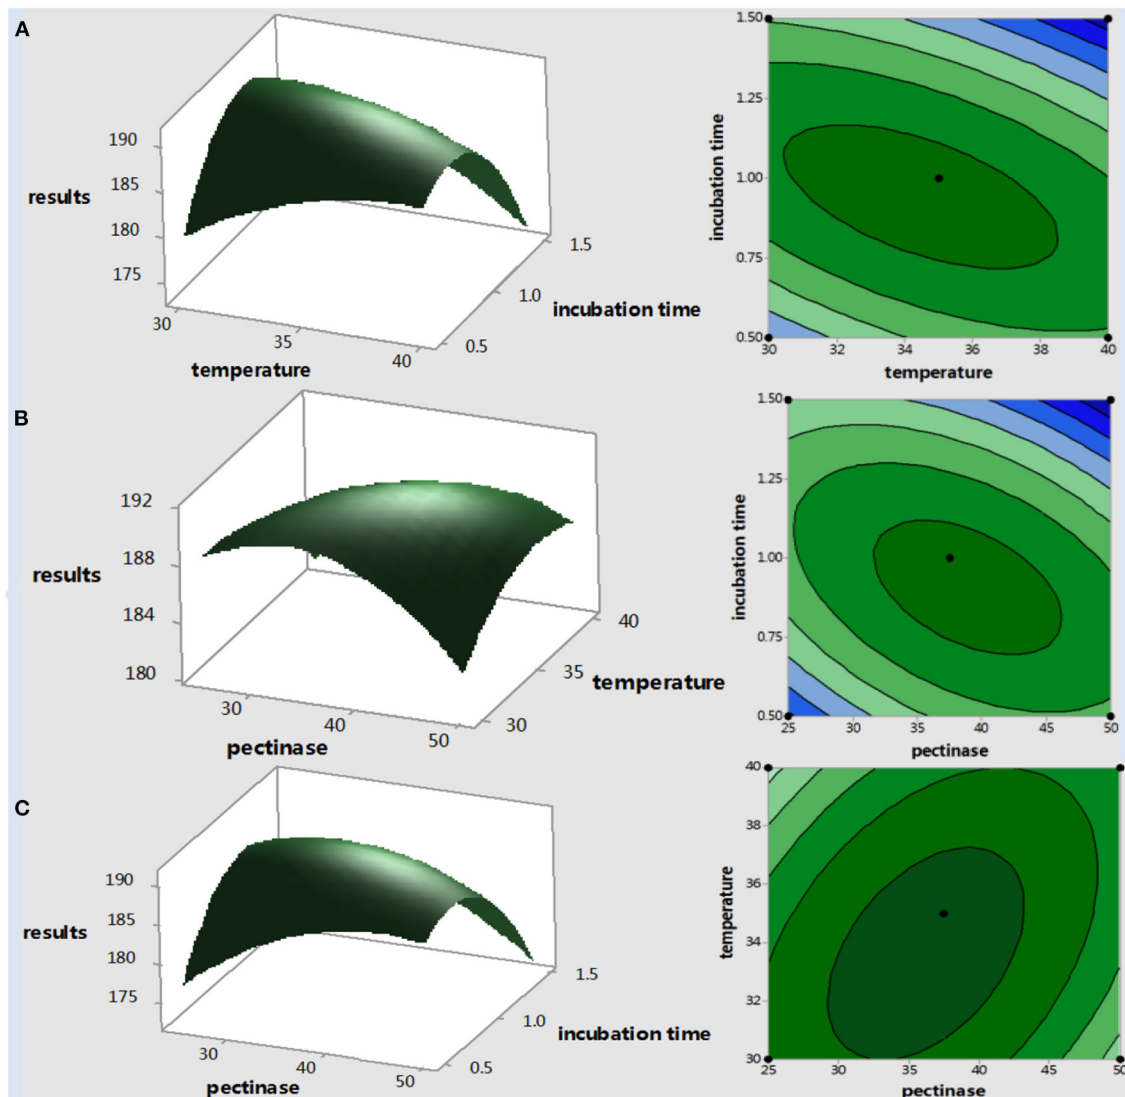 A
190
185
results
180
175
30
35
40
temperature
0.5
1.0
1.5
incubation time
1.50
1.25
1.00
0.75
0.50
incubation time
30 32 34 36 38 40
temperature
B
192
188
results
184
180
30
40
50
pectinase
30
35
40
temperature
1.50
1.25
1.00
0.75
0.50
incubation time
25 30 35 40 45 50
pectinase
C
190
185
results
180
175
30
40
50
pectinase
0.5
1.0
1.5
incubation time
40
38
36
34
32
30
temperature
25 30 35 40 45 50
pectinase